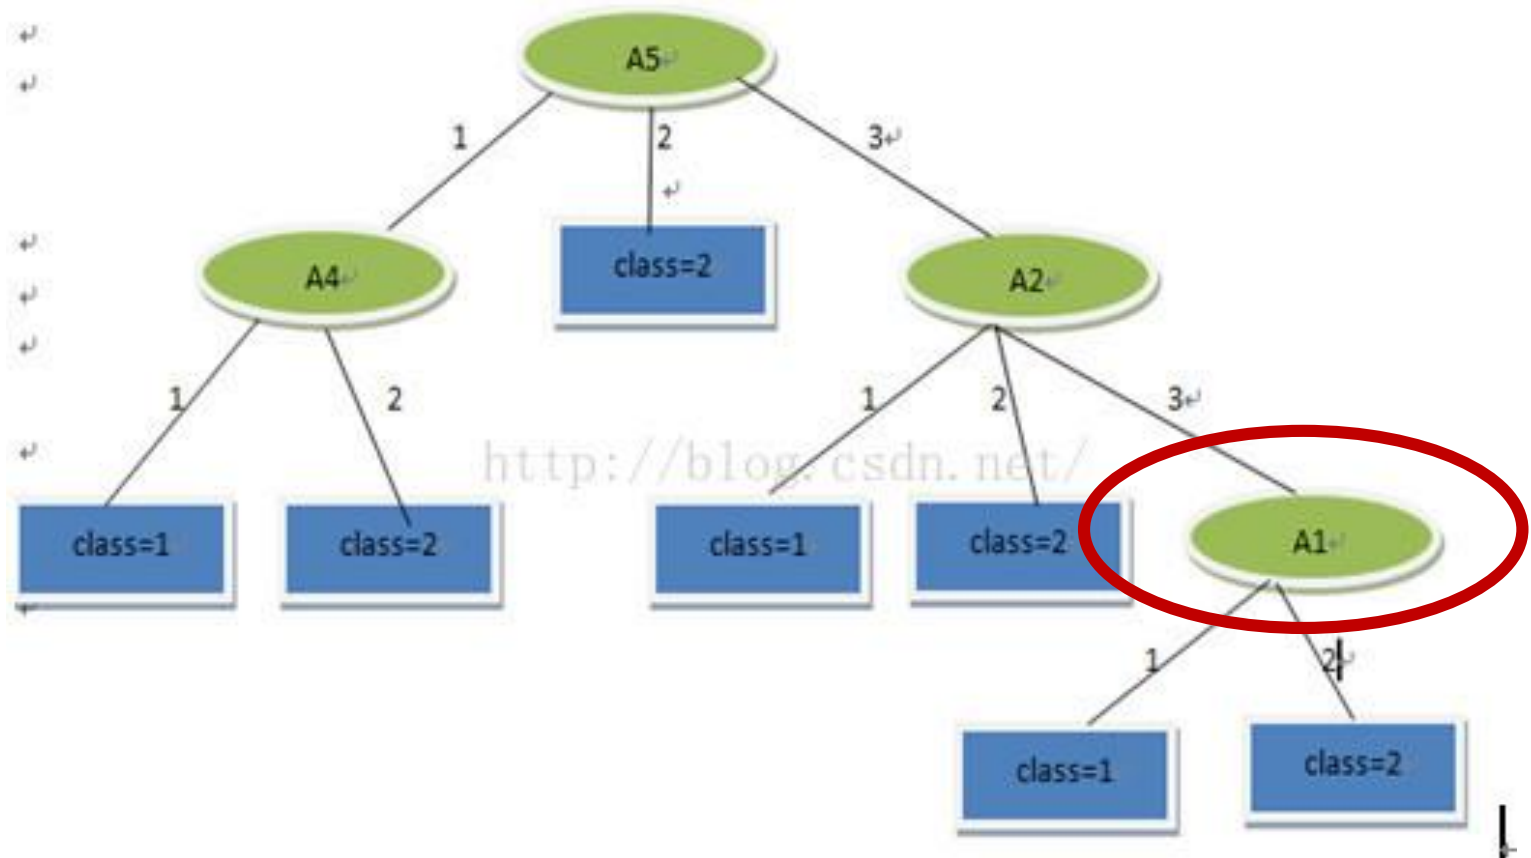 A5
1
2
3
A4
class=2
A2
1
2
1
2
3
http://blog.csdn.net/
class=1
class=2
class=1
class=2
A1
1
2
class=1
class=2